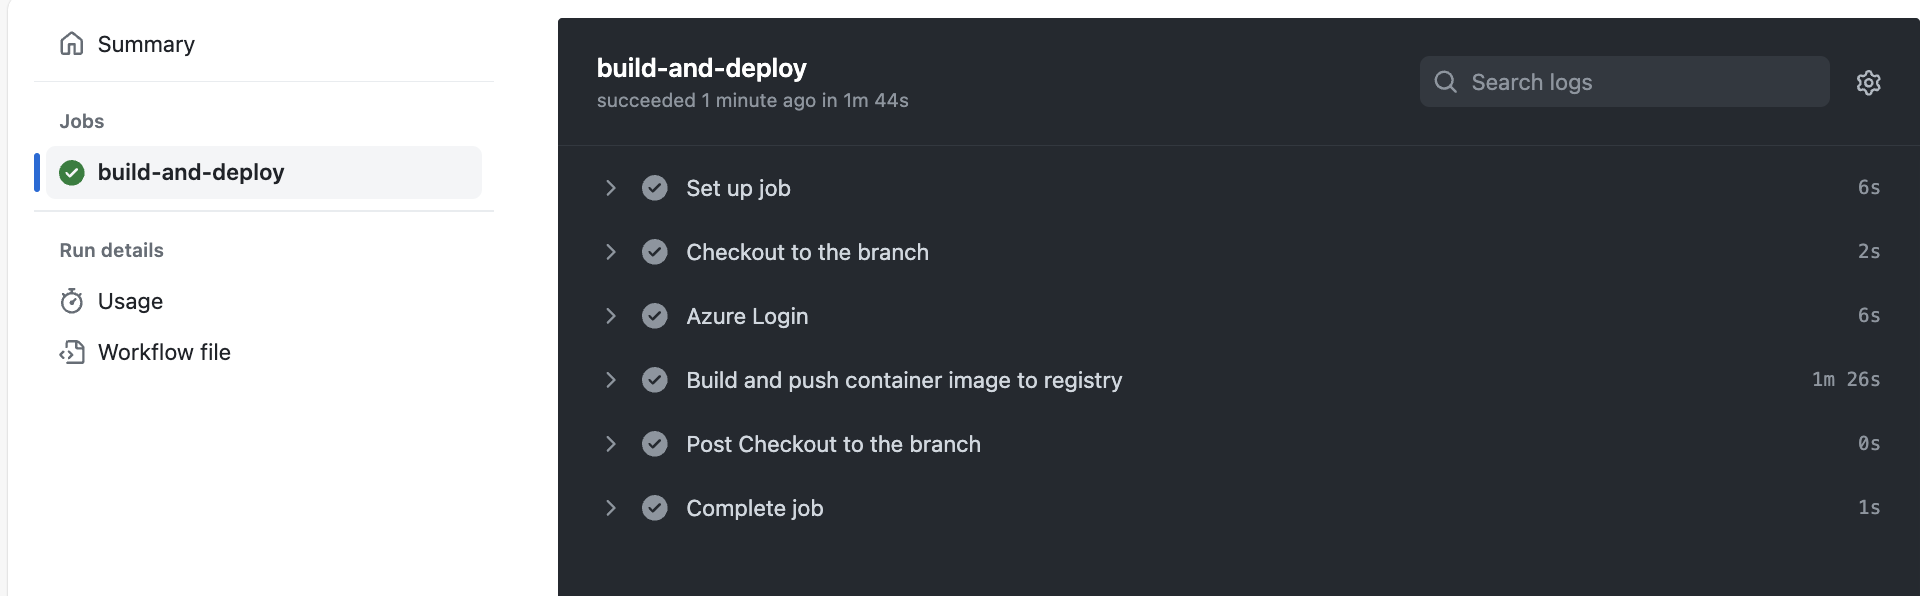 Summary
Jobs
build-and-deploy
Run details
Usage
Workflow file
build-and-deploy
succeeded 1 minute ago in 1m 44s
Search logs
Set up job 6s
Checkout to the branch 2s
Azure Login 6s
Build and push container image to registry 1m 26s
Post Checkout to the branch 0s
Complete job 1s